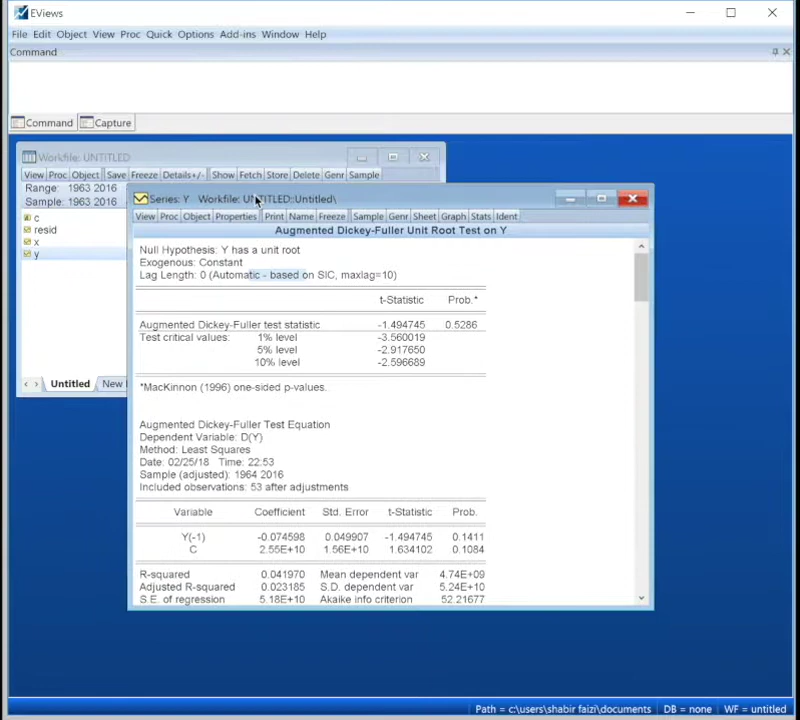 EViews
File Edit Object View Proc Quick Options Add-ins Window Help
Command
Command Capture
Workfile: UNTITLED
View Proc Object Save Freeze Details+/- Show Fetch Store Delete Genr Sample
Range: 1963 2016
Sample: 1963 2016
c
resid
x
y
Untitled New
Series: Y Workfile: UNTITLED::Untitled\
View Proc Object Properties Print Name Freeze Sample Genr Sheet Graph Stats Ident
Augmented Dickey-Fuller Unit Root Test on Y
Null Hypothesis: Y has a unit root
Exogenous: Constant
Lag Length: 0 (Automatic - based on SIC, maxlag=10)
t-Statistic Prob.*
Augmented Dickey-Fuller test statistic -1.494745 0.5286
Test critical values: 1% level -3.560019
5% level -2.917650
10% level -2.596689
*MacKinnon (1996) one-sided p-values.
Augmented Dickey-Fuller Test Equation
Dependent Variable: D(Y)
Method: Least Squares
Date: 02/25/18 Time: 22:53
Sample (adjusted): 1964 2016
Included observations: 53 after adjustments
Variable Coefficient Std. Error t-Statistic Prob.
Y(-1) -0.074598 0.049907 -1.494745 0.1411
C 2.55E+10 1.56E+10 1.634102 0.1084
R-squared 0.041970 Mean dependent var 4.74E+09
Adjusted R-squared 0.023185 S.D. dependent var 5.24E+10
S.E. of regression 5.18E+10 Akaike info criterion 52.21677
Path = c:\users\shabir faizi\documents DB = none WF = untitled